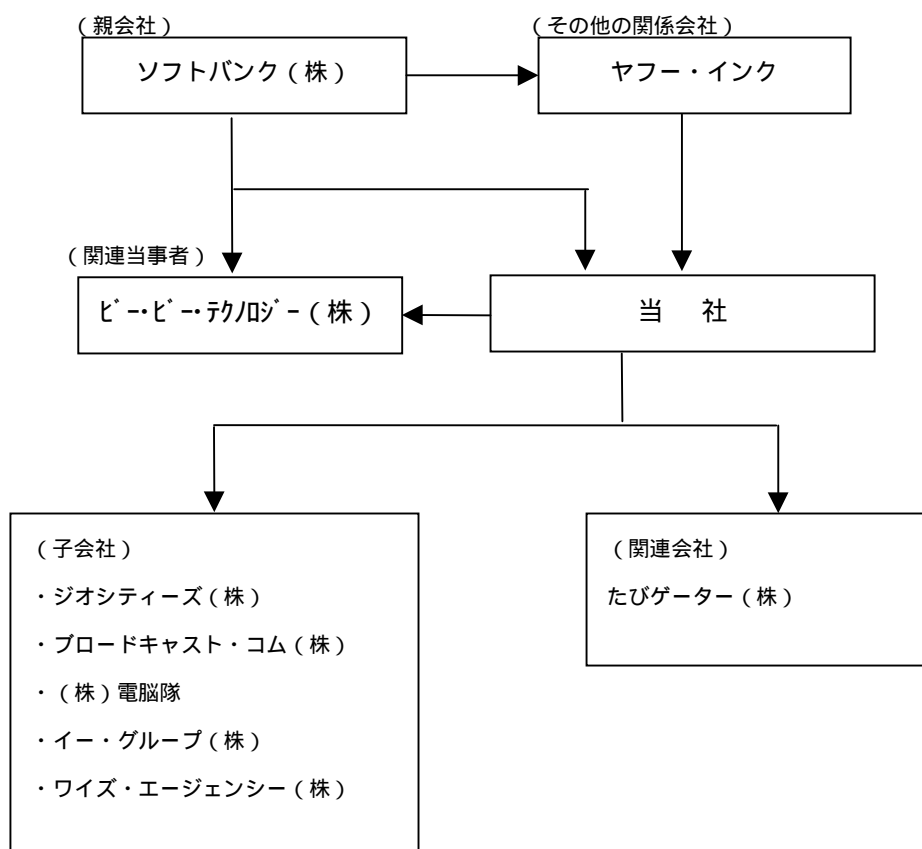 （親会社）
（その他の関係会社）
ソフトバンク（株）
ヤフー・インク
（関連当事者）
ﾋﾞｰ･ﾋﾞｰ･ﾃｸﾉﾛｼﾞｰ（株）
当　社
（子会社）
・ジオシティーズ（株）
・ブロードキャスト・コム（株）
・（株）電脳隊
・イー・グループ（株）
・ワイズ・エージェンシー（株）
（関連会社）
たびゲーター（株）